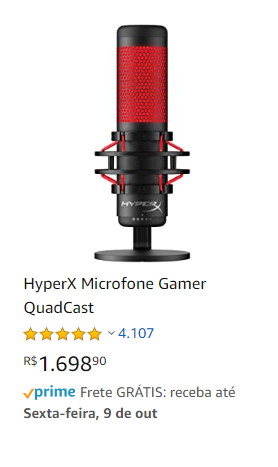 HYPERX
HyperX Microfone Gamer
QuadCast
4.107
R$1.69890
prime Frete GRÁTIS: receba até
Sexta-feira, 9 de out